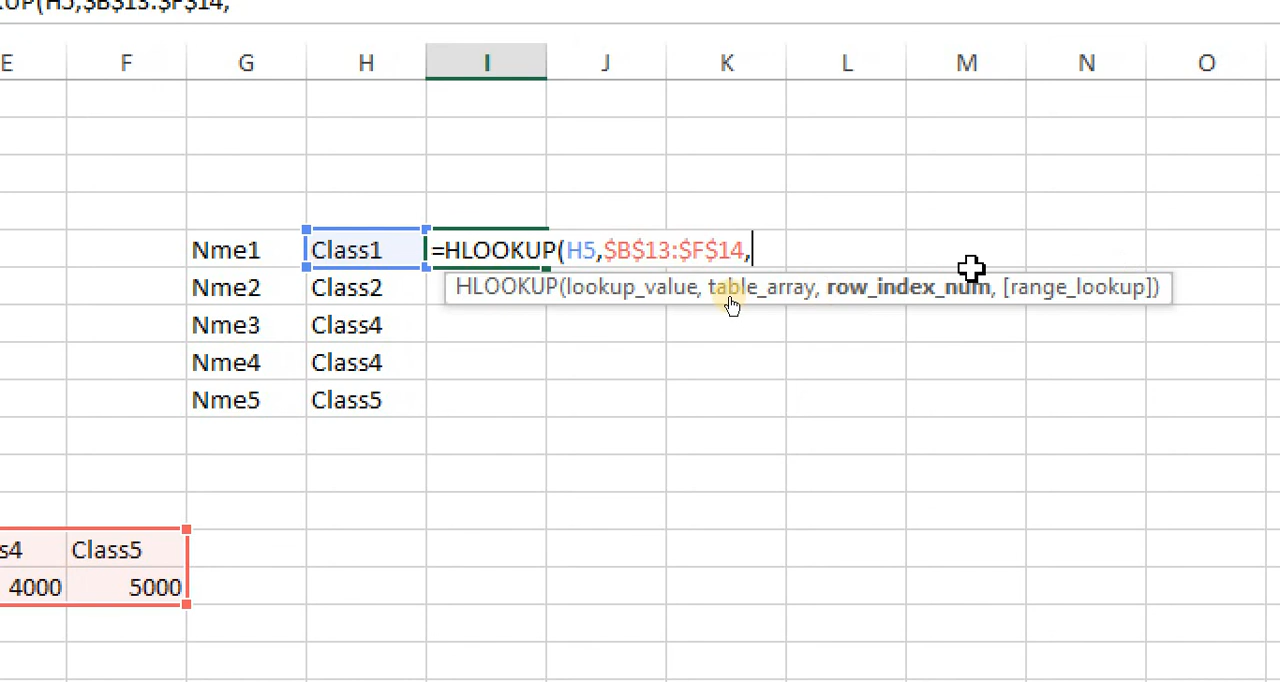 KUP(H5,$B$13:$F$14,
E F G H I J K L M N O
Nme1 Class1 =HLOOKUP(H5,$B$13:$F$14,
HLOOKUP(lookup_value, table_array, row_index_num, [range_lookup])
Nme2 Class2
Nme3 Class4
Nme4 Class4
Nme5 Class5
s4 Class5
4000 5000